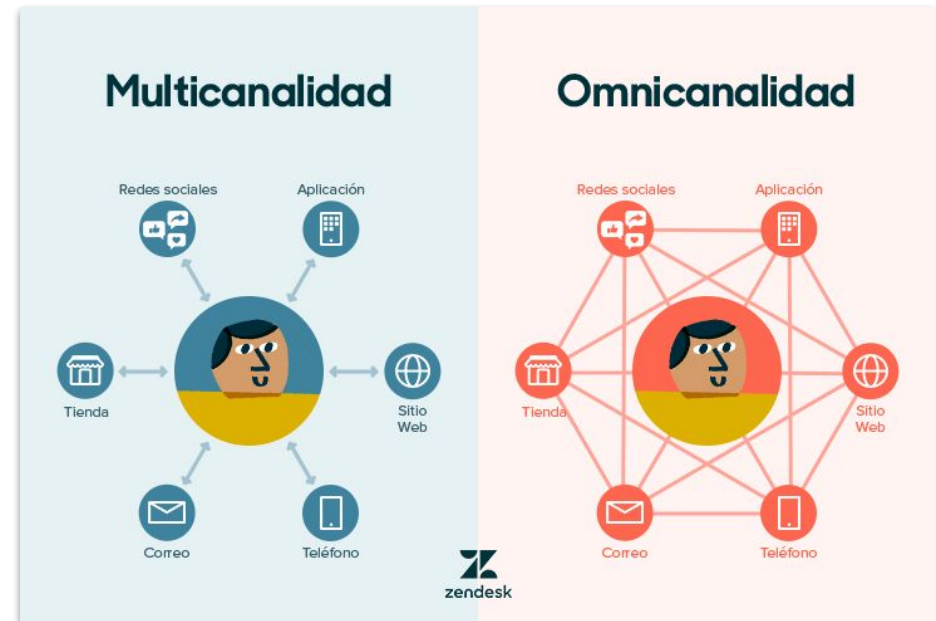 Multicanalidad
Redes sociales
Aplicación
Tienda
Sitio
Web
Correo
Teléfono
Omnicanalidad
Redes sociales
Aplicación
Tienda
Sitio
Web
Correo
Teléfono
zendesk